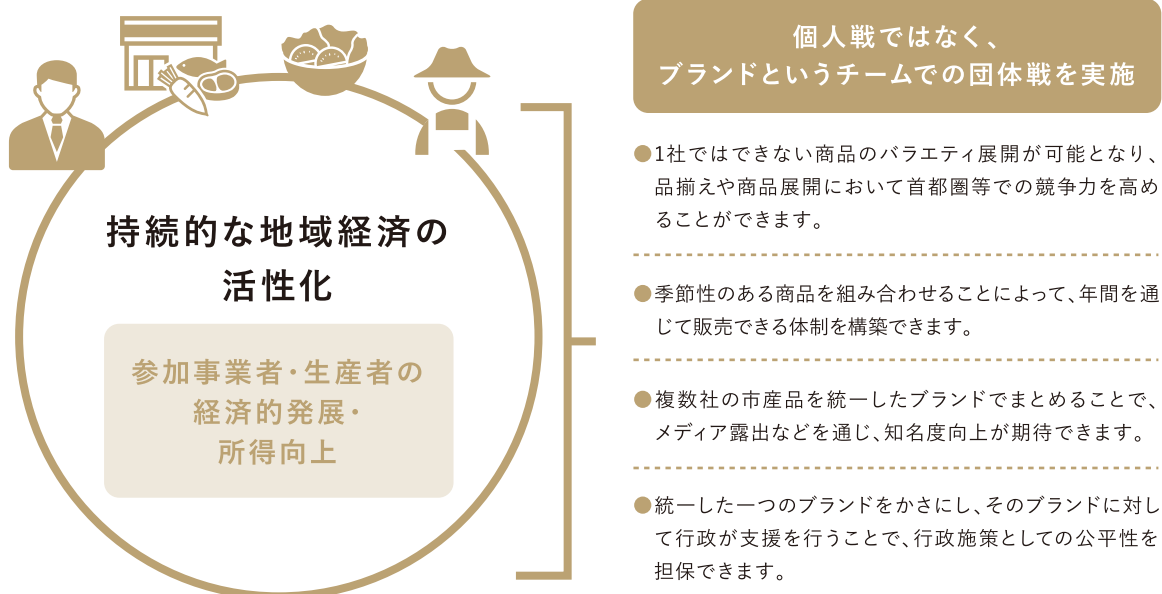 持続的な地域経済の
活性化
参加事業者・生産者の
経済的発展・
所得向上
個人戦ではなく、
ブランドというチームでの団体戦を実施
●1社ではできない商品のバラエティ展開が可能となり、
品揃えや商品展開において首都圏等での競争力を高め
ることができます。
●季節性のある商品を組み合わせることによって、年間を通
じて販売できる体制を構築できます。
●複数社の市産品を統一したブランドでまとめることで、
メディア露出などを通じ、知名度向上が期待できます。
●統一した一つのブランドをかさにし、そのブランドに対し
て行政が支援を行うことで、行政施策としての公平性を
担保できます。